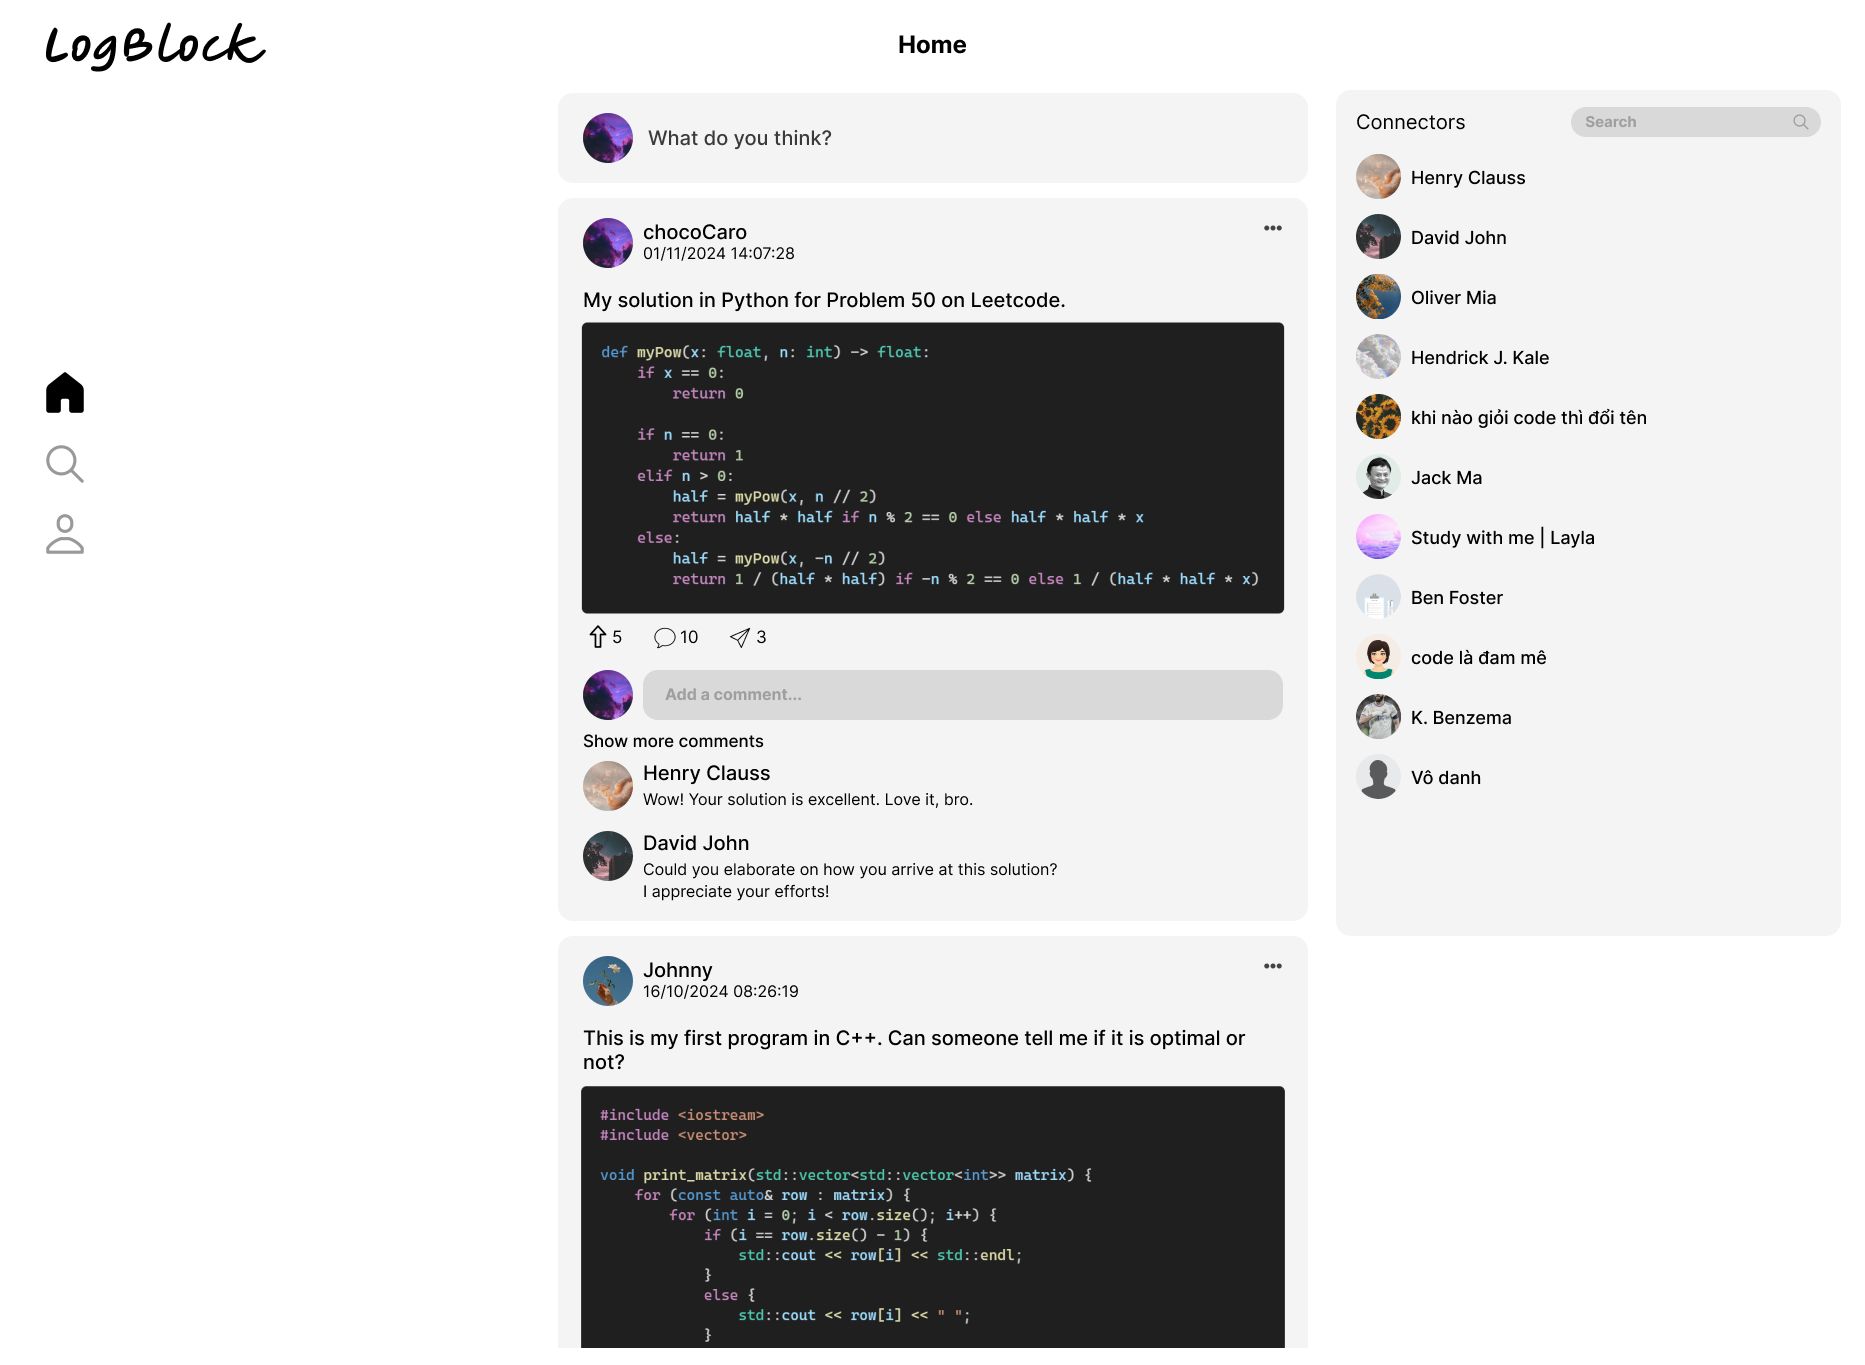 LogBlock
Home
What do you think?
chocoCaro
01/11/2024 14:07:28
My solution in Python for Problem 50 on Leetcode.
def myPow(x: float, n: int) -> float:
    if x == 0:
        return 0
    if n == 0:
        return 1
    elif n > 0:
        half = myPow(x, n // 2)
        return half * half if n % 2 == 0 else half * half * x
    else:
        half = myPow(x, -n // 2)
        return 1 / (half * half) if -n % 2 == 0 else 1 / (half * half * x)
5 10 3
Add a comment...
Show more comments
Henry Clauss
Wow! Your solution is excellent. Love it, bro.
David John
Could you elaborate on how you arrive at this solution?
I appreciate your efforts!
Johnny
16/10/2024 08:26:19
This is my first program in C++. Can someone tell me if it is optimal or
not?
#include <iostream>
#include <vector>
void print_matrix(std::vector<std::vector<int>> matrix) {
    for (const auto& row : matrix) {
        for (int i = 0; i < row.size(); i++) {
            if (i == row.size() - 1) {
                std::cout << row[i] << std::endl;
            }
            else {
                std::cout << row[i] << " ";
            }
Connectors
Search
Henry Clauss
David John
Oliver Mia
Hendrick J. Kale
khi nào giỏi code thì đổi tên
Jack Ma
Study with me | Layla
Ben Foster
code là đam mê
K. Benzema
Vô danh